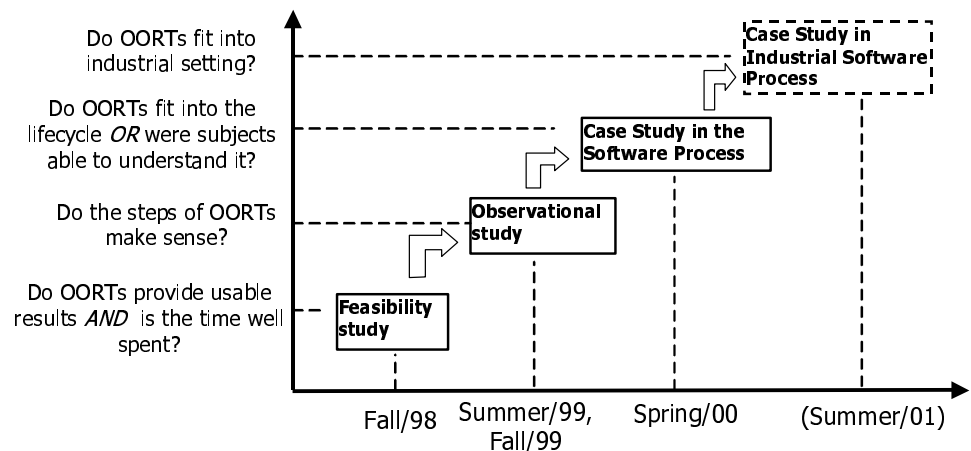 Do OORTs fit into
industrial setting?
Case Study in
Industrial Software
Process
Do OORTs fit into the
lifecycle OR were subjects
able to understand it?
Case Study in the
Software Process
Do the steps of OORTs
make sense?
Observational
study
Do OORTs provide usable
results AND is the time well
spent?
Feasibility
study
Fall/98
Summer/99,
Fall/99
Spring/00
(Summer/01)